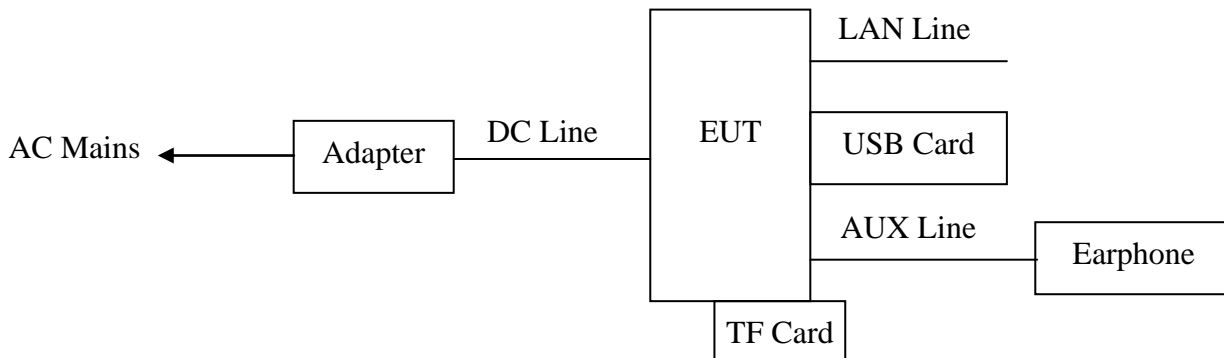 LAN Line
AC Mains
Adapter
DC Line
EUT
USB Card
AUX Line
Earphone
TF Card